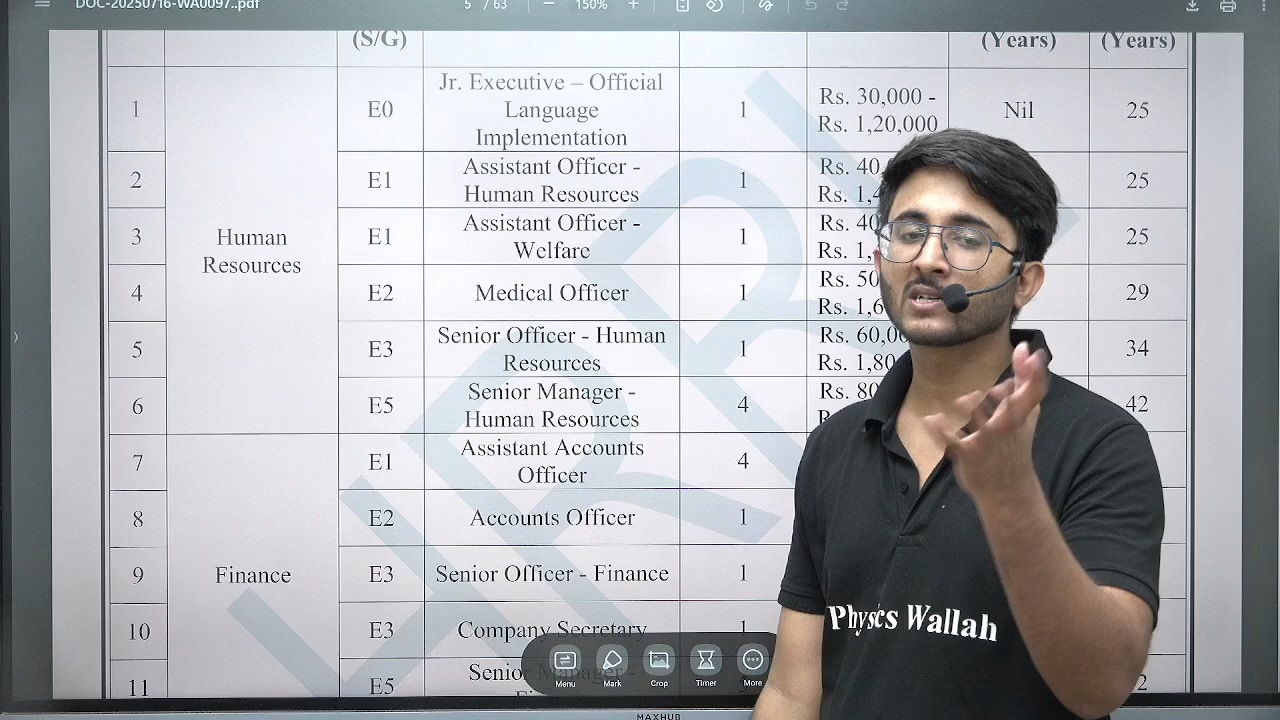 DOC-20250716-WA0097..pdf
5 / 63
150%
(S/G)
(Years)
(Years)
1
Human Resources
E0
Jr. Executive – Official
Language
Implementation
1
Rs. 30,000 -
Rs. 1,20,000
Nil
25
2
E1
Assistant Officer -
Human Resources
1
Rs. 40,
Rs. 1,4
25
3
E1
Assistant Officer -
Welfare
1
Rs. 40
Rs. 1,
25
4
E2
Medical Officer
1
Rs. 50
Rs. 1,6
29
5
E3
Senior Officer - Human
Resources
1
Rs. 60,00
Rs. 1,80
34
6
E5
Senior Manager -
Human Resources
4
Rs. 80
42
7
Finance
E1
Assistant Accounts
Officer
4
8
E2
Accounts Officer
1
9
E3
Senior Officer - Finance
1
10
E3
Company Secretary
1
11
E5
Senior Manager -
2
Menu
Mark
Crop
Timer
More
Physics Wallah
MAXHUB